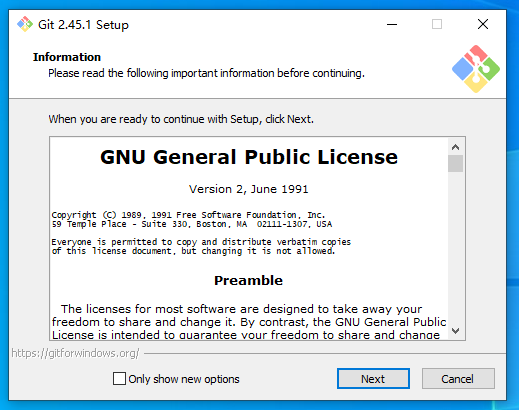 Git 2.45.1 Setup
Information
Please read the following important information before continuing.
When you are ready to continue with Setup, click Next.
GNU General Public License
Version 2, June 1991
Copyright (C) 1989, 1991 Free Software Foundation, Inc.
59 Temple Place - Suite 330, Boston, MA  02111-1307, USA
Everyone is permitted to copy and distribute verbatim copies
of this license document, but changing it is not allowed.
Preamble
The licenses for most software are designed to take away your
freedom to share and change it. By contrast, the GNU General Public
License is intended to guarantee your freedom to share and change
https://gitforwindows.org/
Only show new options
Next
Cancel